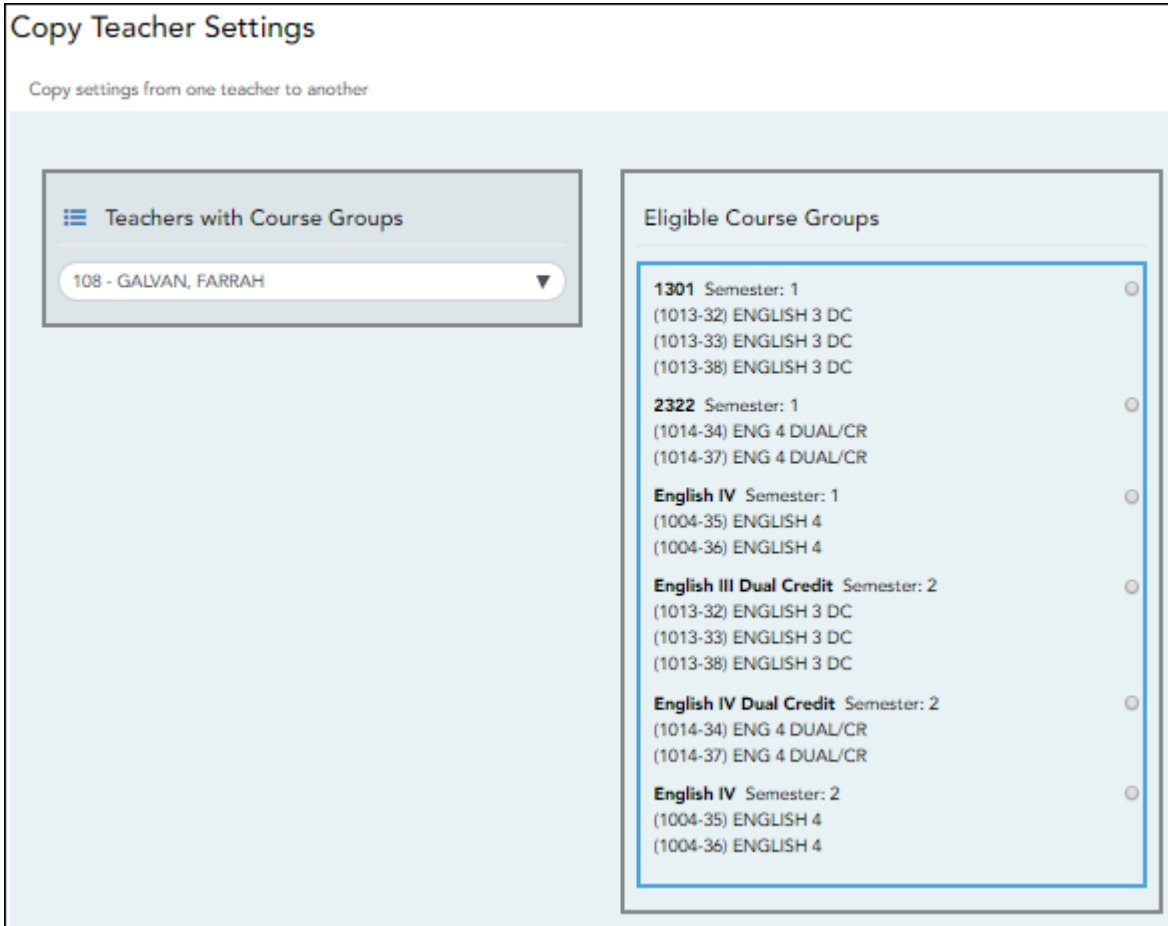 Copy Teacher Settings
Copy settings from one teacher to another
Teachers with Course Groups
108 - GALVAN, FARRAH
Eligible Course Groups
1301 Semester: 1
(1013-32) ENGLISH 3 DC
(1013-33) ENGLISH 3 DC
(1013-38) ENGLISH 3 DC
2322 Semester: 1
(1014-34) ENG 4 DUAL/CR
(1014-37) ENG 4 DUAL/CR
English IV Semester: 1
(1004-35) ENGLISH 4
(1004-36) ENGLISH 4
English III Dual Credit Semester: 2
(1013-32) ENGLISH 3 DC
(1013-33) ENGLISH 3 DC
(1013-38) ENGLISH 3 DC
English IV Dual Credit Semester: 2
(1014-34) ENG 4 DUAL/CR
(1014-37) ENG 4 DUAL/CR
English IV Semester: 2
(1004-35) ENGLISH 4
(1004-36) ENGLISH 4